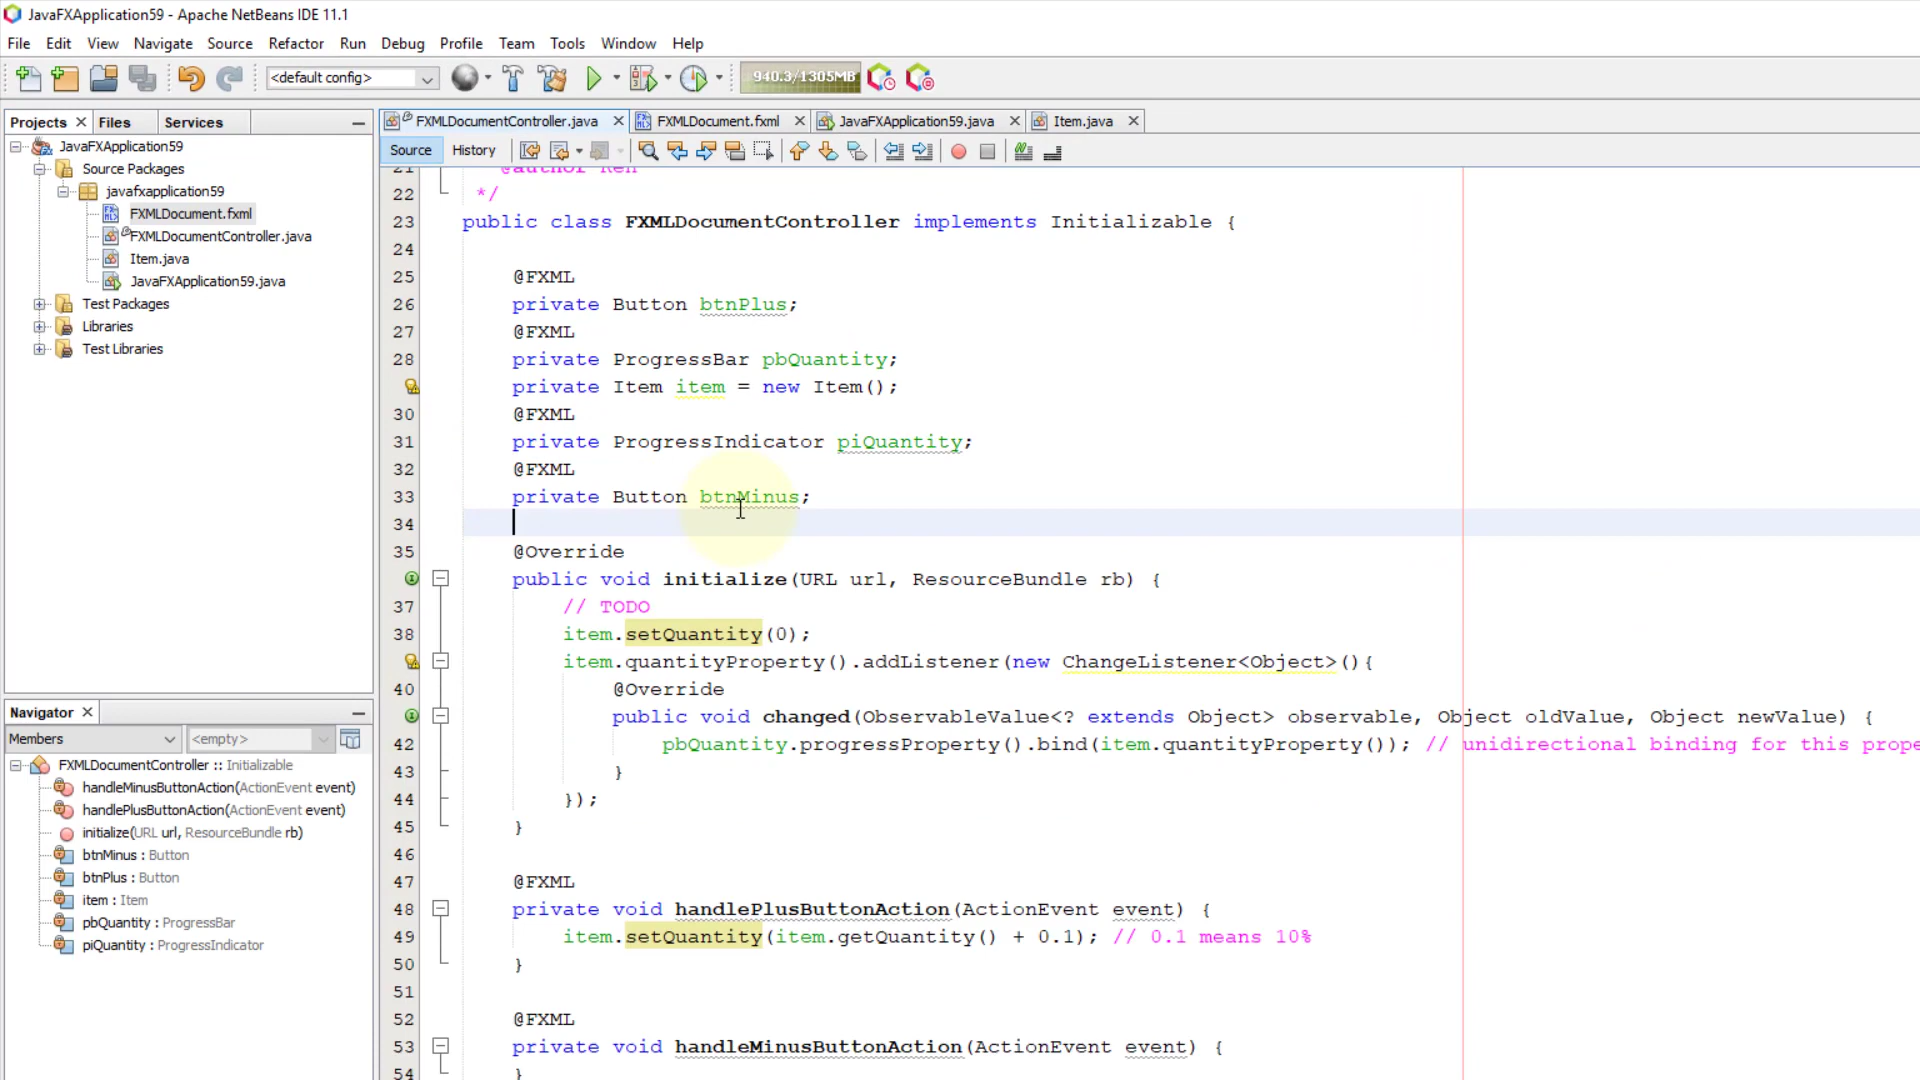 JavaFXApplication59 - Apache NetBeans IDE 11.1
File Edit View Navigate Source Refactor Run Debug Profile Team Tools Window Help
<default config> 940.3/1305MB
Projects Files Services
FXMLDocumentController.java FXMLDocument.fxml JavaFXApplication59.java Item.java
Source History
JavaFXApplication59
Source Packages
javafxapplication59
FXMLDocument.fxml
FXMLDocumentController.java
Item.java
JavaFXApplication59.java
Test Packages
Libraries
Test Libraries
Navigator
Members <empty>
FXMLDocumentController :: Initializable
handleMinusButtonAction(ActionEvent event)
handlePlusButtonAction(ActionEvent event)
initialize(URL url, ResourceBundle rb)
btnMinus : Button
btnPlus : Button
item : Item
pbQuantity : ProgressBar
piQuantity : ProgressIndicator
21 @author Ken
22 */
23 public class FXMLDocumentController implements Initializable {
24
25 @FXML
26 private Button btnPlus;
27 @FXML
28 private ProgressBar pbQuantity;
private Item item = new Item();
30 @FXML
31 private ProgressIndicator piQuantity;
32 @FXML
33 private Button btnMinus;
34
35 @Override
public void initialize(URL url, ResourceBundle rb) {
37 // TODO
38 item.setQuantity(0);
item.quantityProperty().addListener(new ChangeListener<Object>(){
40 @Override
public void changed(ObservableValue<? extends Object> observable, Object oldValue, Object newValue) {
42 pbQuantity.progressProperty().bind(item.quantityProperty()); // unidirectional binding for this prope
43 }
44 });
45 }
46
47 @FXML
48 private void handlePlusButtonAction(ActionEvent event) {
49 item.setQuantity(item.getQuantity() + 0.1); // 0.1 means 10%
50 }
51
52 @FXML
53 private void handleMinusButtonAction(ActionEvent event) {
54 }